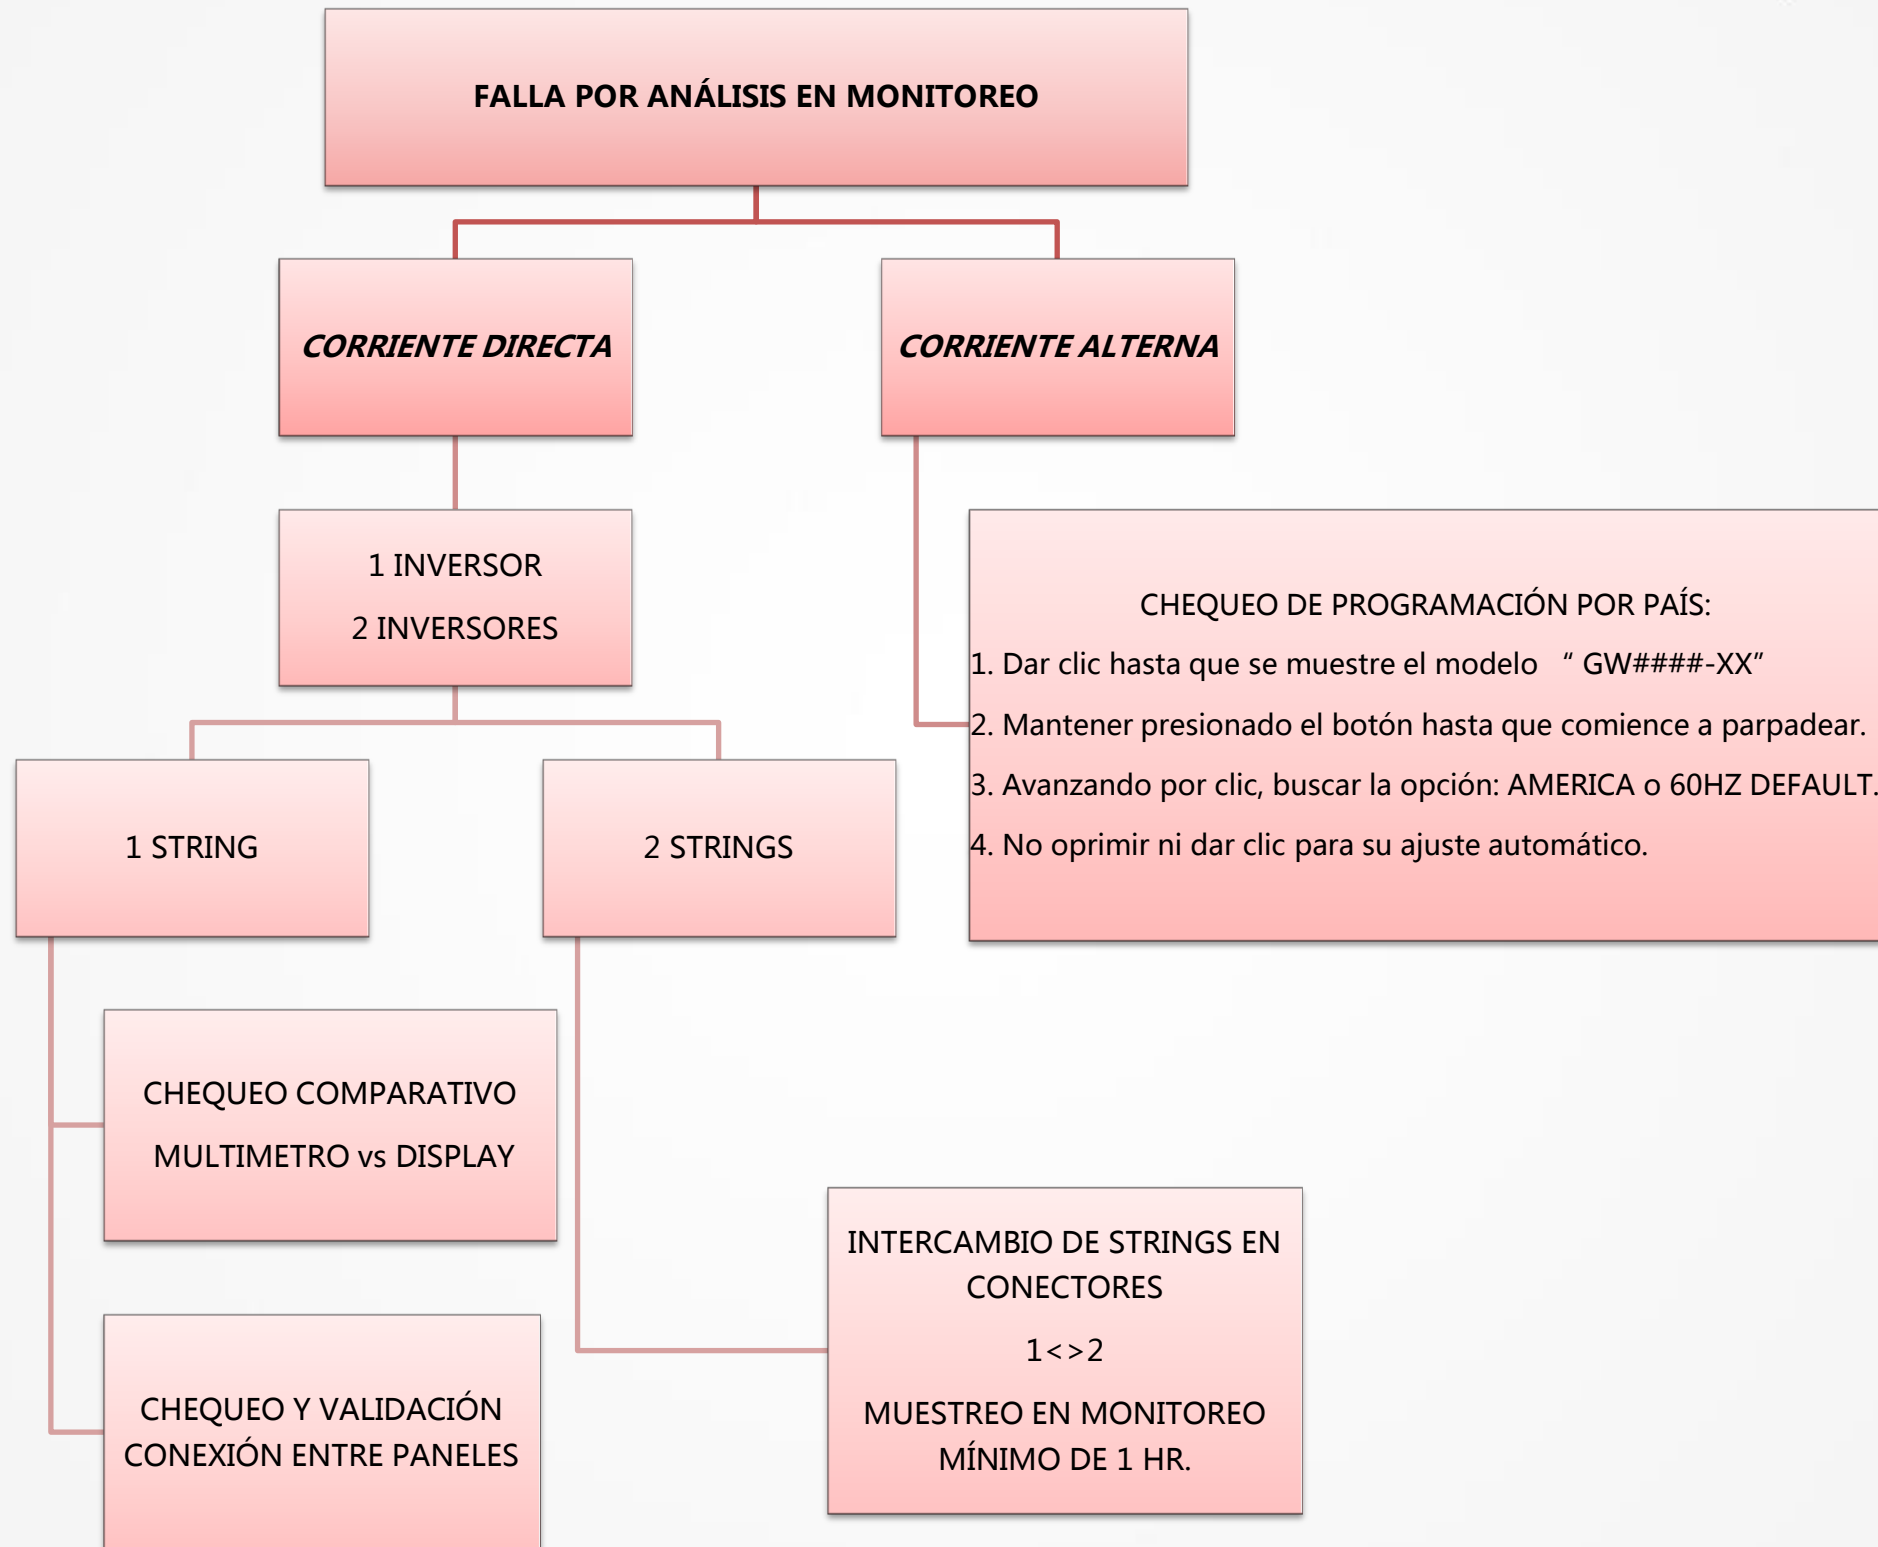 FALLA POR ANÁLISIS EN MONITOREO
CORRIENTE DIRECTA
CORRIENTE ALTERNA
1 INVERSOR
2 INVERSORES
CHEQUEO DE PROGRAMACIÓN POR PAÍS:
1. Dar clic hasta que se muestre el modelo “ GW####-XX”
2. Mantener presionado el botón hasta que comience a parpadear.
3. Avanzando por clic, buscar la opción: AMERICA o 60HZ DEFAULT.
4. No oprimir ni dar clic para su ajuste automático.
1 STRING
2 STRINGS
CHEQUEO COMPARATIVO
MULTIMETRO vs DISPLAY
CHEQUEO Y VALIDACIÓN
CONEXIÓN ENTRE PANELES
INTERCAMBIO DE STRINGS EN
CONECTORES
1<>2
MUESTREO EN MONITOREO
MÍNIMO DE 1 HR.